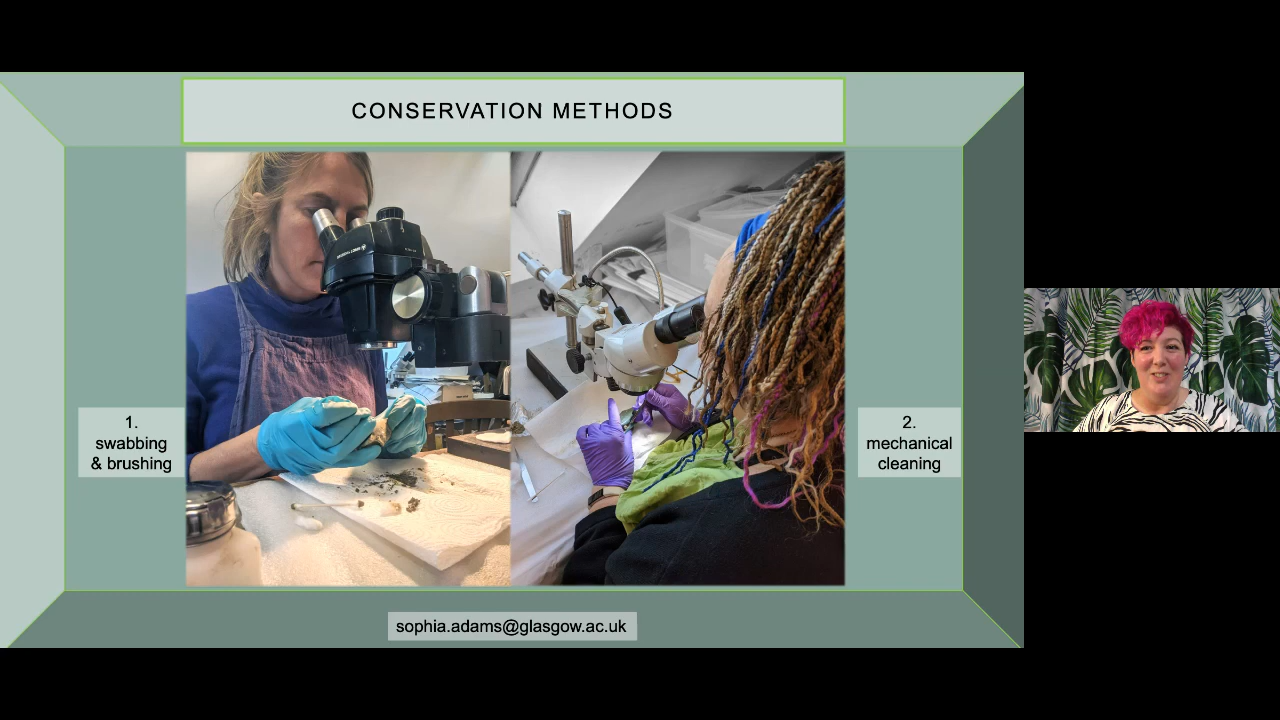 CONSERVATION METHODS
1.
swabbing
& brushing
2.
mechanical
cleaning
sophia.adams@glasgow.ac.uk